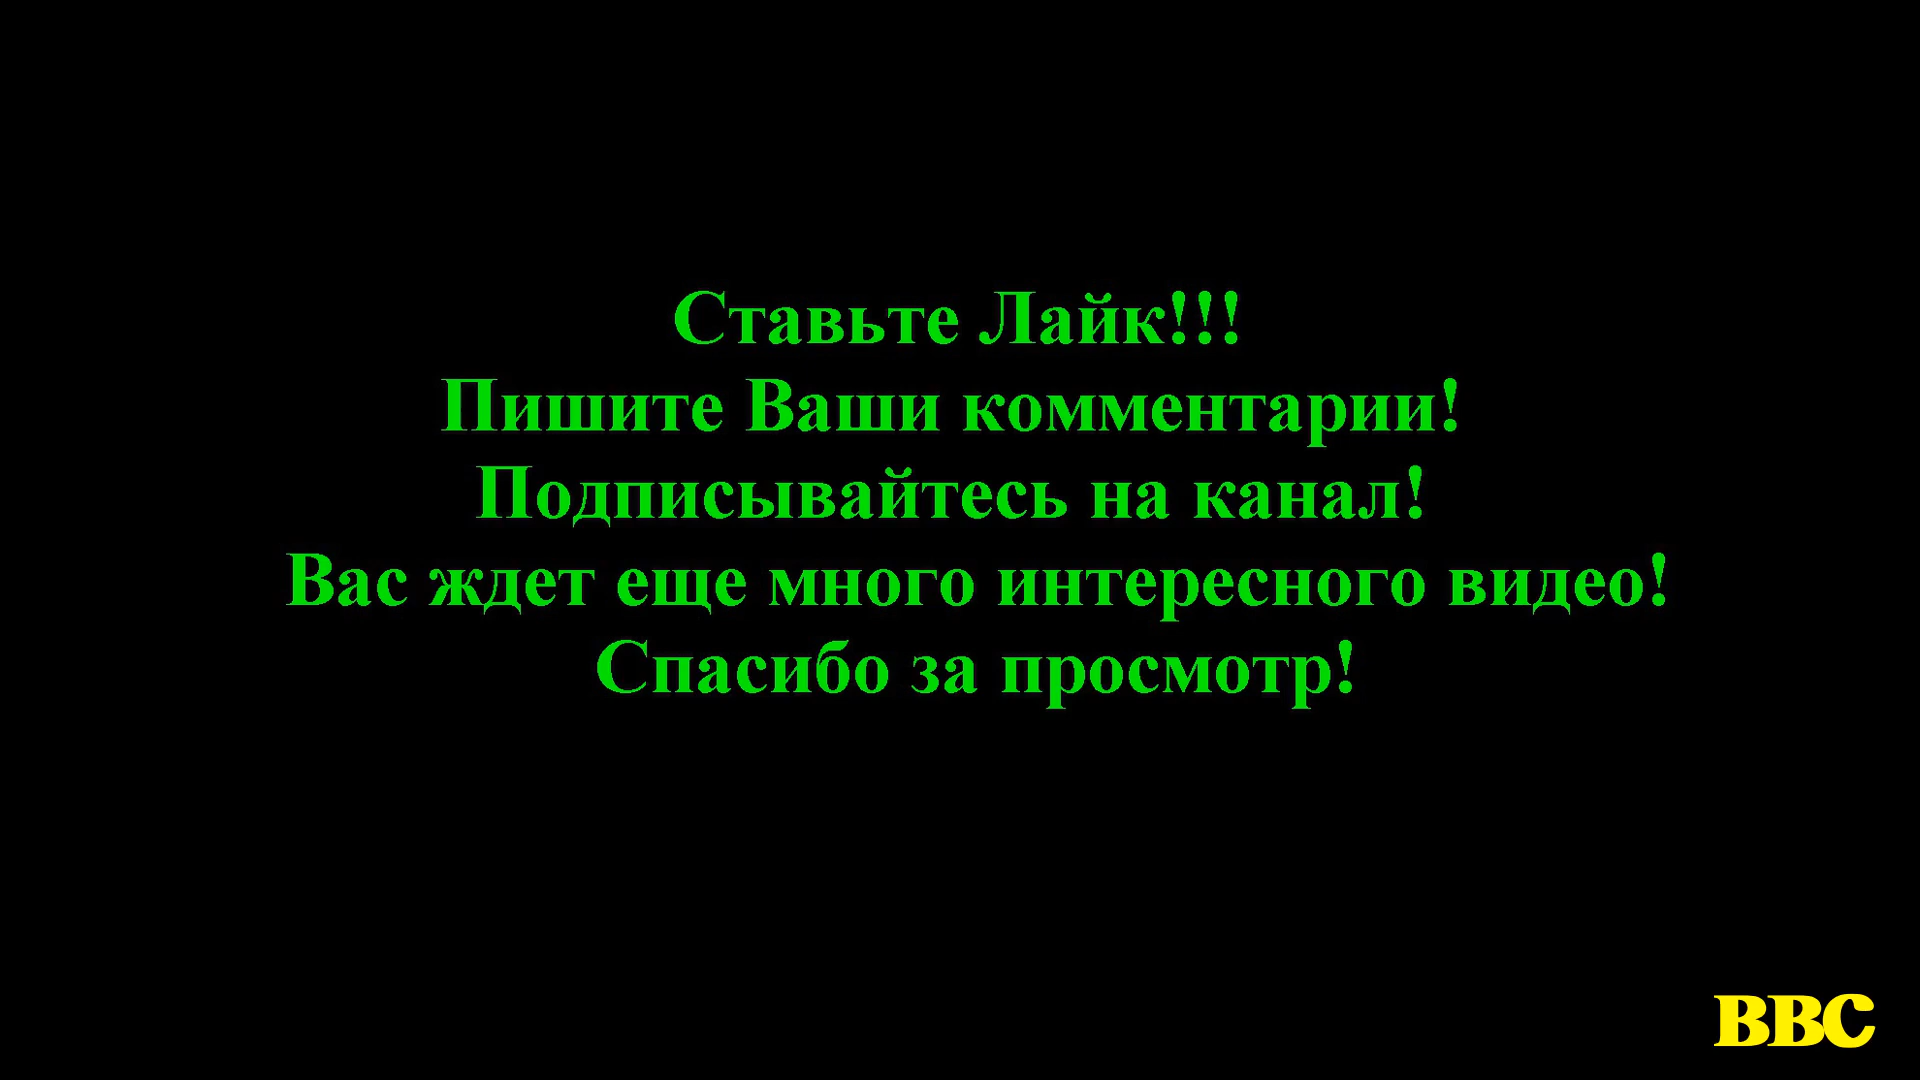 Ставьте Лайк!!!
Пишите Ваши комментарии!
Подписывайтесь на канал!
Вас ждет еще много интересного видео!
Спасибо за просмотр!
BBC